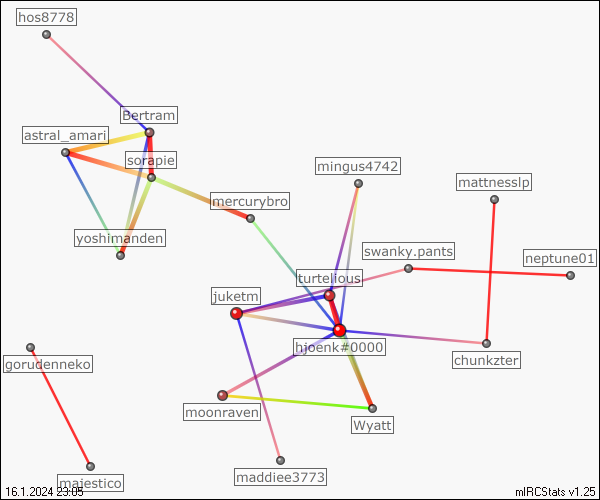 hos8778
Bertram
astral_amari
sorapie
mingus4742
mattnesslp
mercurybro
yoshimanden
swanky.pants
neptune01
turtelious
juketm
hioenk#0000
gorudenneko
chunkzter
moonraven
Wyatt
maddiee3773
majestico
16.1.2024 23:05
mIRCStats v1.25